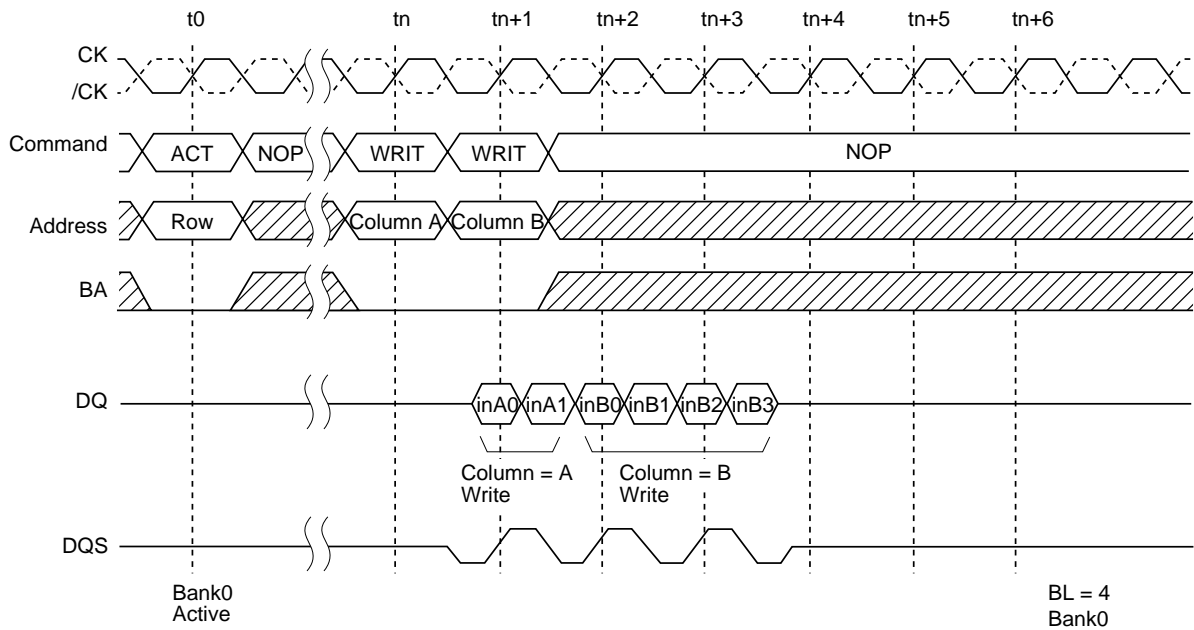 t0 tn tn+1 tn+2 tn+3 tn+4 tn+5 tn+6
CK
/CK
Command ACT NOP WRIT WRIT NOP
Address Row Column A Column B
BA
DQ inA0 inA1 inB0 inB1 inB2 inB3
Column = A Column = B
Write Write
DQS
Bank0 BL = 4
Active Bank0